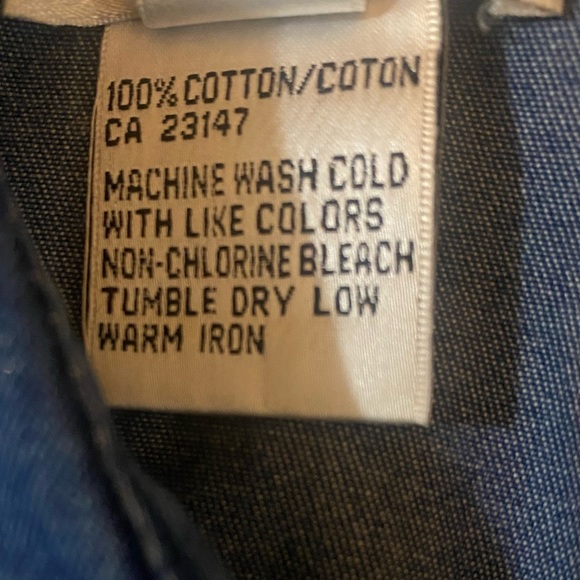 100% COTTON/COTON
CA 23147
MACHINE WASH COLD
WITH LIKE COLORS
NON-CHLORINE BLEACH
TUMBLE DRY LOW
WARM IRON